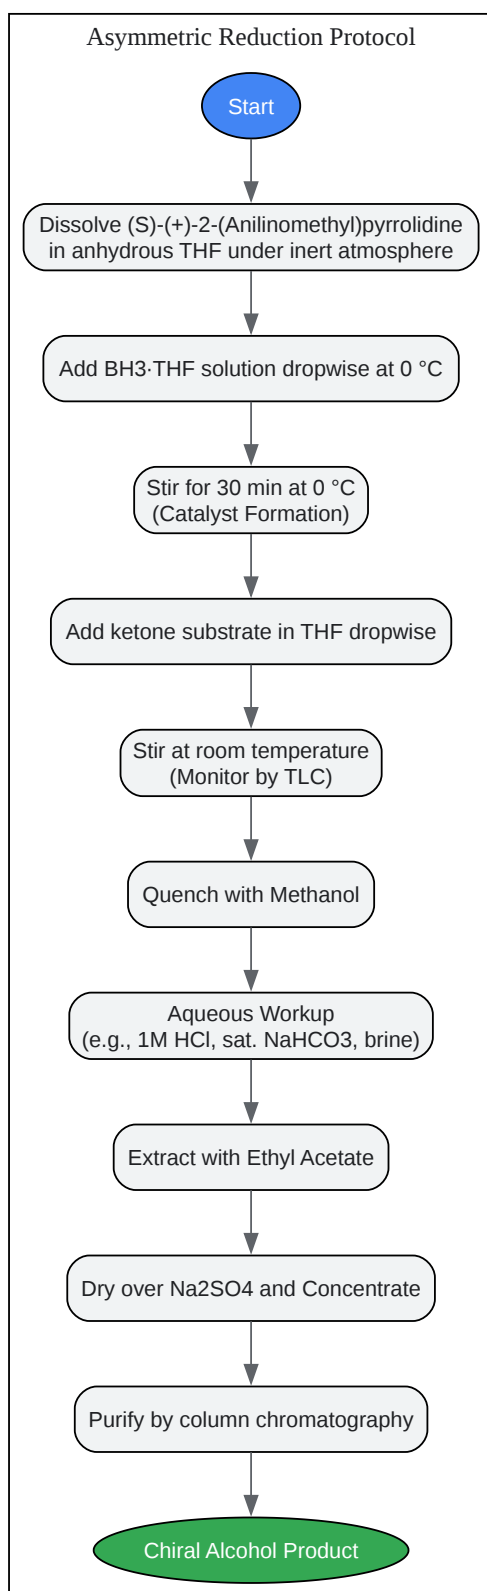 Asymmetric Reduction Protocol
Start
Dissolve (S)-(+)-2-(Anilinomethyl)pyrrolidine
in anhydrous THF under inert atmosphere
Add BH3·THF solution dropwise at 0 °C
Stir for 30 min at 0 °C
(Catalyst Formation)
Add ketone substrate in THF dropwise
Stir at room temperature
(Monitor by TLC)
Quench with Methanol
Aqueous Workup
(e.g., 1M HCl, sat. NaHCO3, brine)
Extract with Ethyl Acetate
Dry over Na2SO4 and Concentrate
Purify by column chromatography
Chiral Alcohol Product